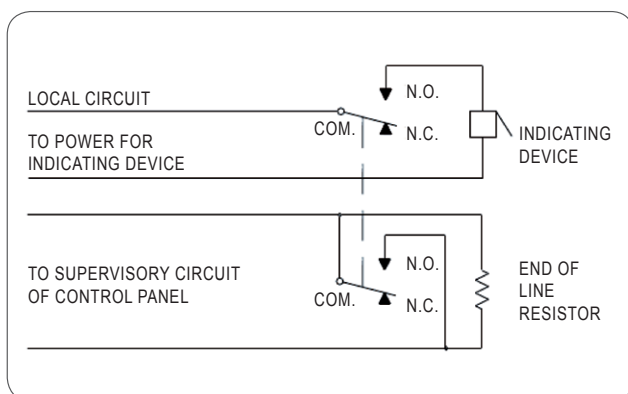 LOCAL CIRCUIT
N.O.
COM.
N.C.
TO POWER FOR
INDICATING DEVICE
INDICATING
DEVICE
TO SUPERVISORY CIRCUIT
OF CONTROL PANEL
N.O.
COM.
N.C.
END OF
LINE
RESISTOR